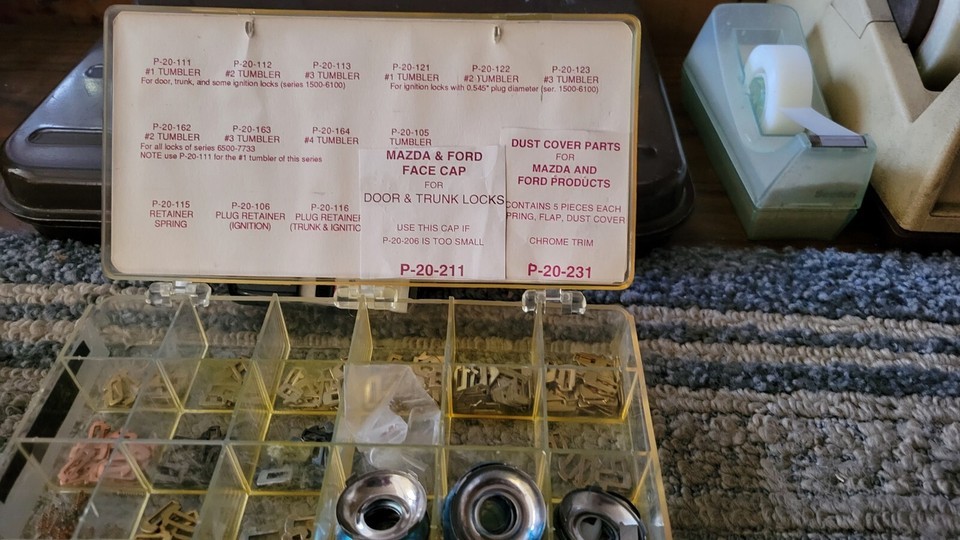 P-20-111
#1 TUMBLER
P-20-112
#2 TUMBLER
P-20-113
#3 TUMBLER
For door, trunk, and some ignition locks (series 1500-6100)
P-20-121
#1 TUMBLER
P-20-122
#2 TUMBLER
P-20-123
#3 TUMBLER
For ignition locks with 0.545" plug diameter (ser. 1500-6100)
P-20-162
#2 TUMBLER
P-20-163
#3 TUMBLER
P-20-164
#4 TUMBLER
P-20-105
TUMBLER
For all locks of series 6500-7733
NOTE use P-20-111 for the #1 tumbler of this series
P-20-115
RETAINER
SPRING
P-20-106
PLUG RETAINER
(IGNITION)
P-20-116
PLUG RETAINE
(TRUNK & IGNITIO
MAZDA & FORD
FACE CAP
FOR
DOOR & TRUNK LOCKS
USE THIS CAP IF
P-20-206 IS TOO SMALL
P-20-211
DUST COVER PARTS
FOR
MAZDA AND
FORD PRODUCTS
CONTAINS 5 PIECES EACH
PRING, FLAP, DUST COVER
CHROME TRIM
P-20-231